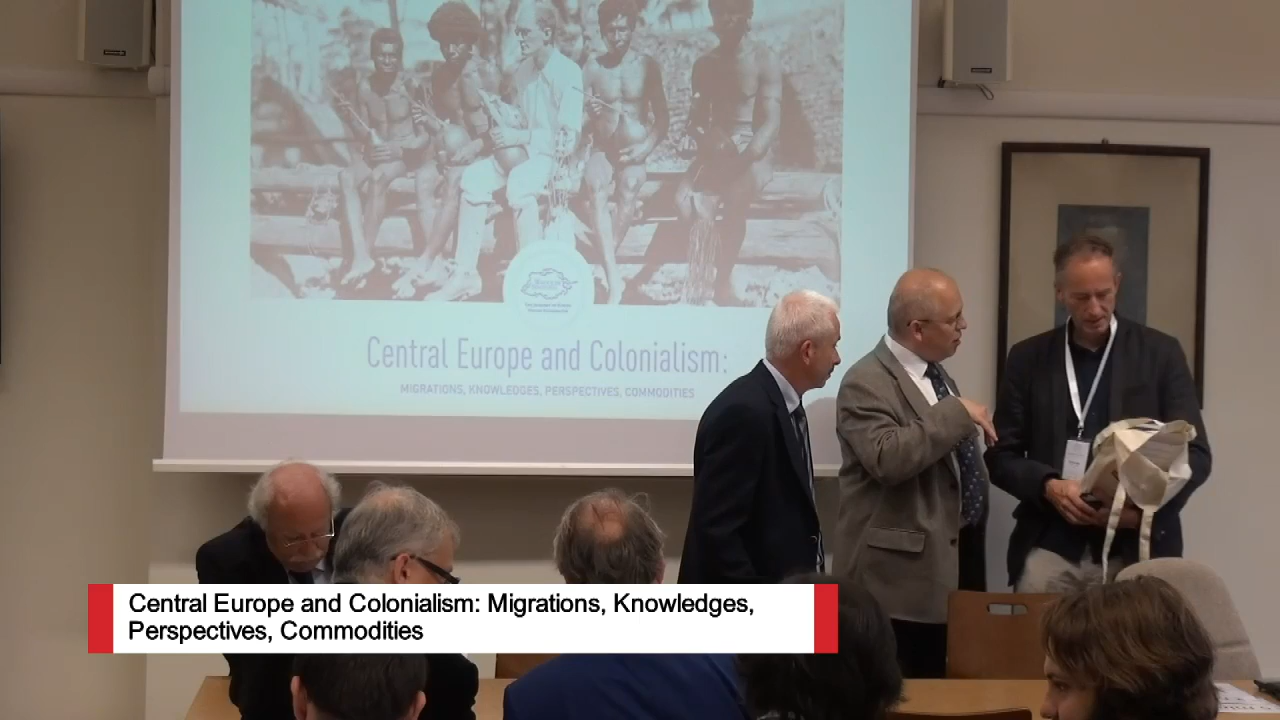 Central Europe and Colonialism:
MIGRATIONS, KNOWLEDGES, PERSPECTIVES, COMMODITIES
Central Europe and Colonialism: Migrations, Knowledges,
Perspectives, Commodities